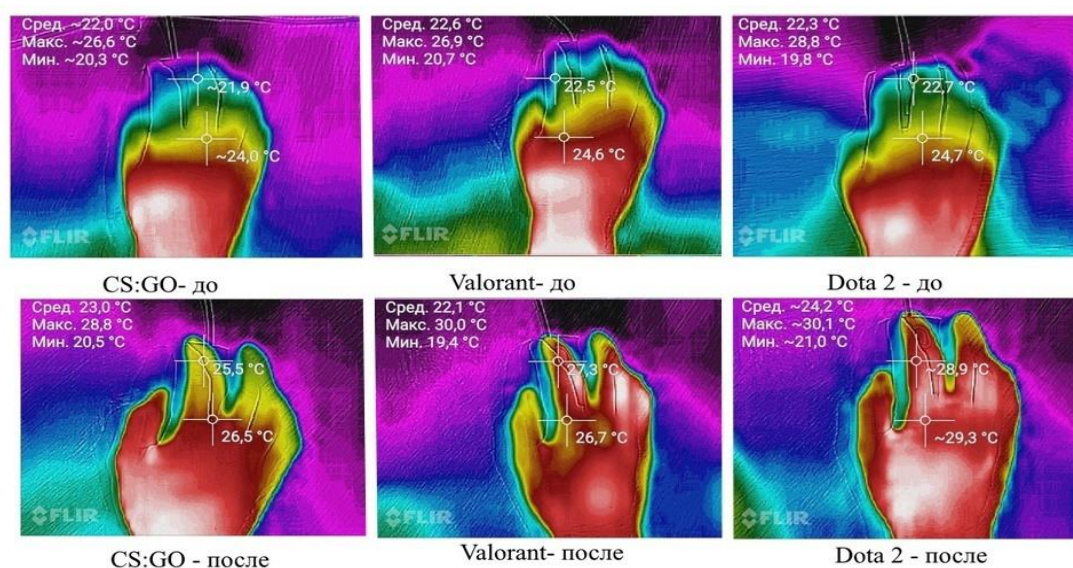 Сред. ~22,0 °C
Макс. ~26,6 °C
Мин. ~20,3 °C
~21,9 °C
~24,0 °C
FLIR
CS:GO- до
Сред. 22,6 °C
Макс. 26,9 °C
Мин. 20,7 °C
22,5 °C
24,6 °C
FLIR
Valorant- до
Сред. 22,3 °C
Макс. 28,8 °C
Мин. 19,8 °C
22,7 °C
24,7 °C
FLIR
Dota 2 - до
Сред. 23,0 °C
Макс. 28,8 °C
Мин. 20,5 °C
25,5 °C
26,5 °C
FLIR
CS:GO - после
Сред. 22,1 °C
Макс. 30,0 °C
Мин. 19,4 °C
27,3 °C
26,7 °C
FLIR
Valorant- после
Сред. ~24,2 °C
Макс. ~30,1 °C
Мин. ~21,0 °C
~28,9 °C
~29,3 °C
FLIR
Dota 2 - после